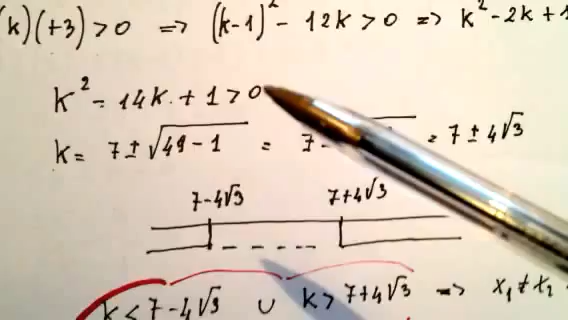 k)(+3) > 0 => (k-1)² - 12k > 0 => k² - 2k + 1
k² - 14k + 1 > 0
k = 7 ± √49 - 1 = 7 = 7 ± 4√3
7-4√3 7+4√3
k < 7-4√3 ∪ k > 7+4√3 => x₁ ≠ x₂